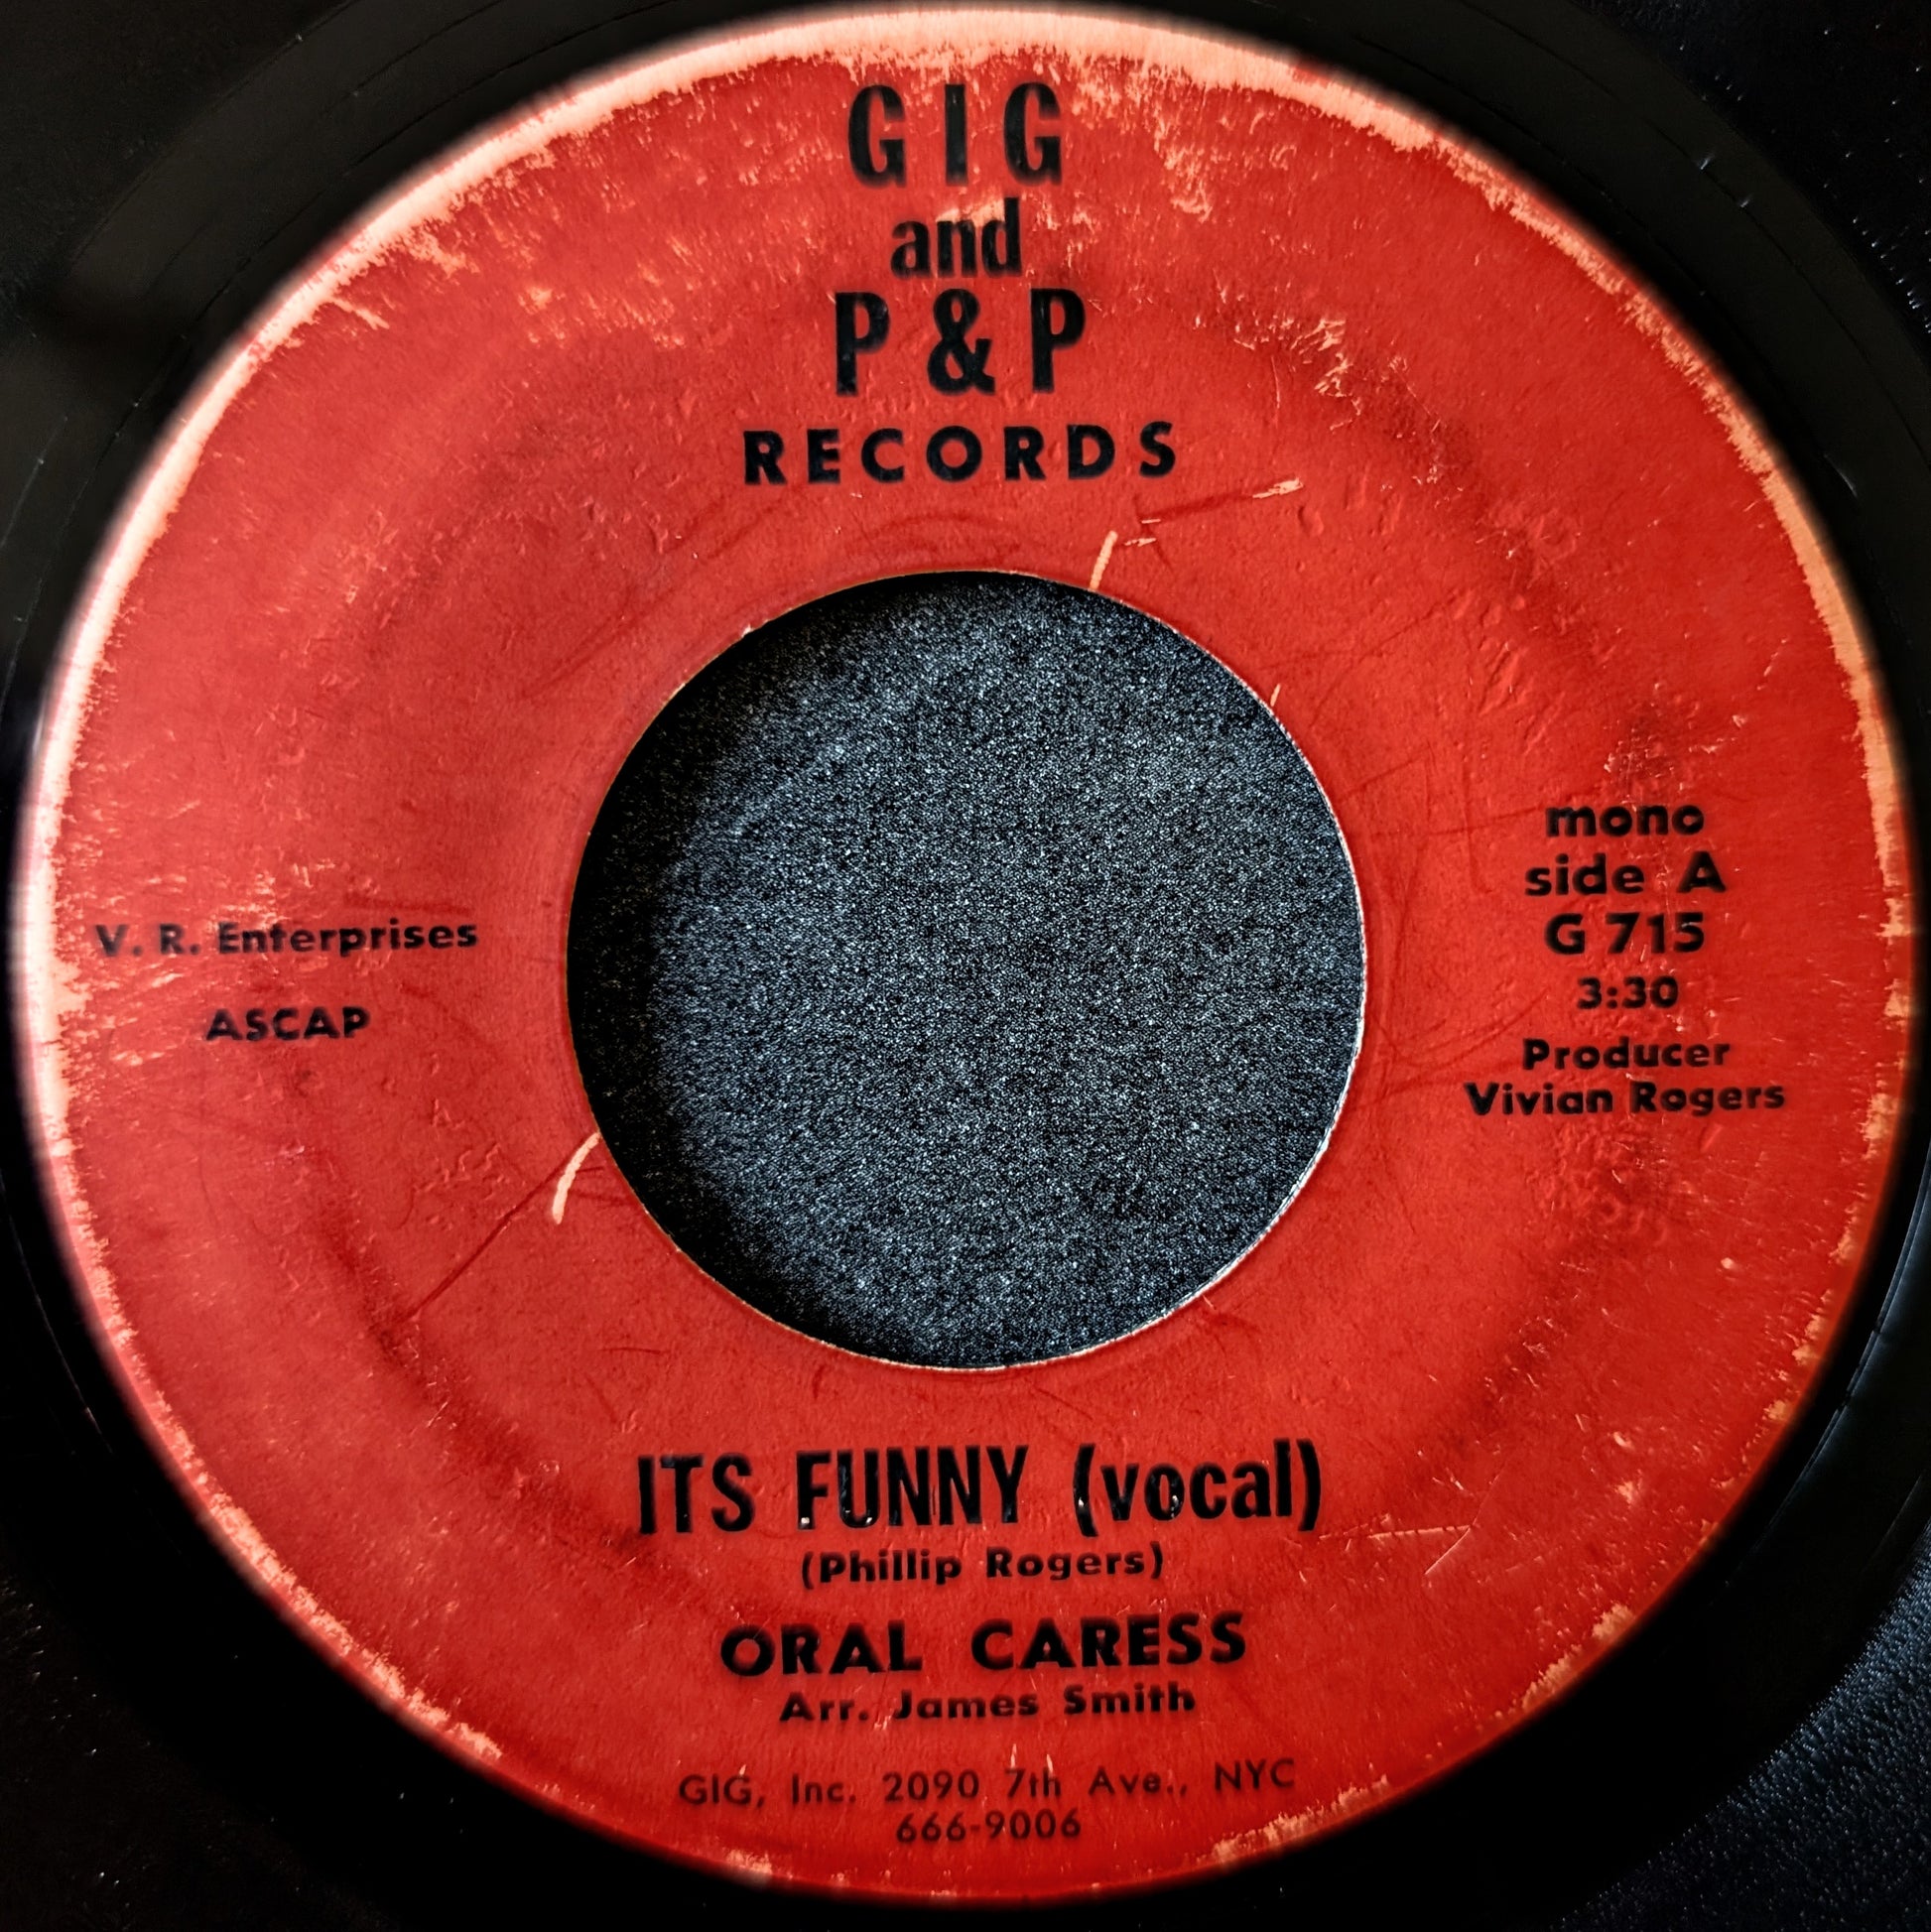 GIG
and
P & P
RECORDS
V. R. Enterprises
ASCAP
mono
side A
G 715
3:30
Producer
Vivian Rogers
ITS FUNNY (vocal)
(Phillip Rogers)
ORAL CARESS
Arr. James Smith
GIG, Inc. 2090 7th Ave., NYC
666-9006